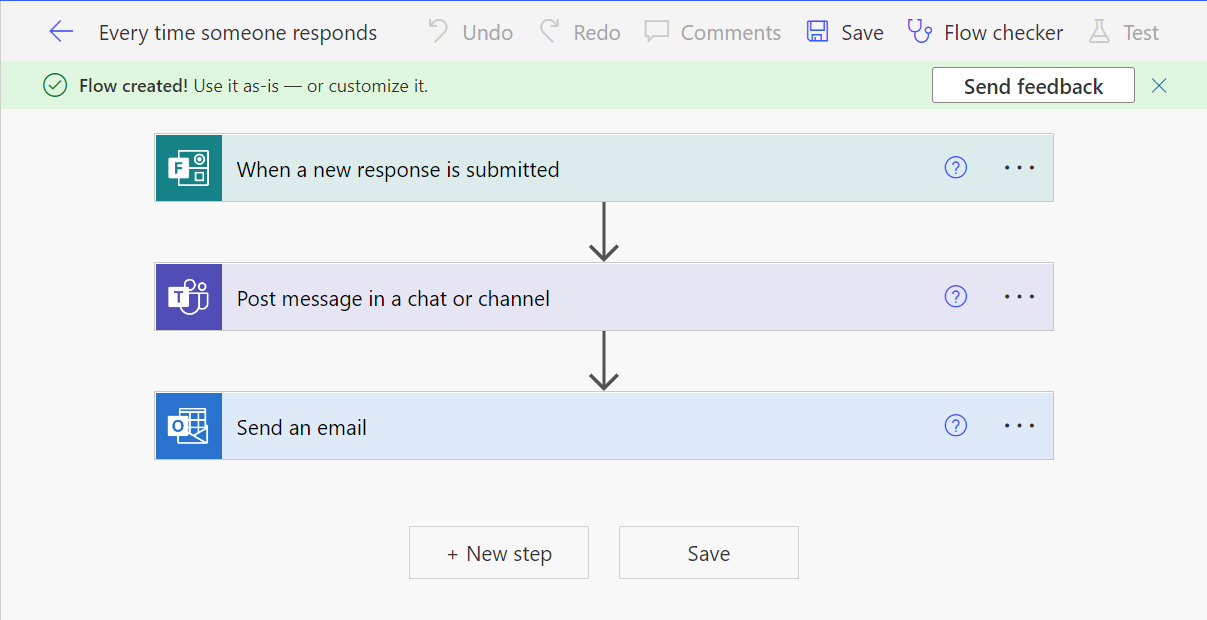 Every time someone responds Undo Redo Comments Save Flow checker Test
Flow created! Use it as-is — or customize it. Send feedback
F When a new response is submitted ? ···
T Post message in a chat or channel ? ···
O Send an email ? ···
+ New step Save